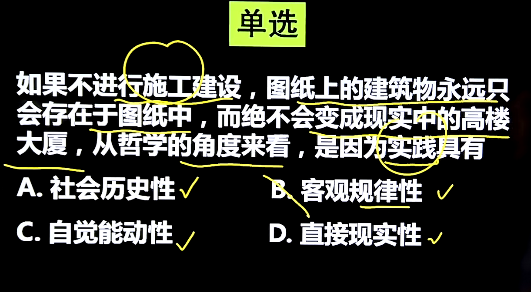 单选
如果不进行施工建设，图纸上的建筑物永远只
会存在于图纸中，而绝不会变成现实中的高楼
大厦，从哲学的角度来看，是因为实践具有
A. 社会历史性 B. 客观规律性
C. 自觉能动性 D. 直接现实性